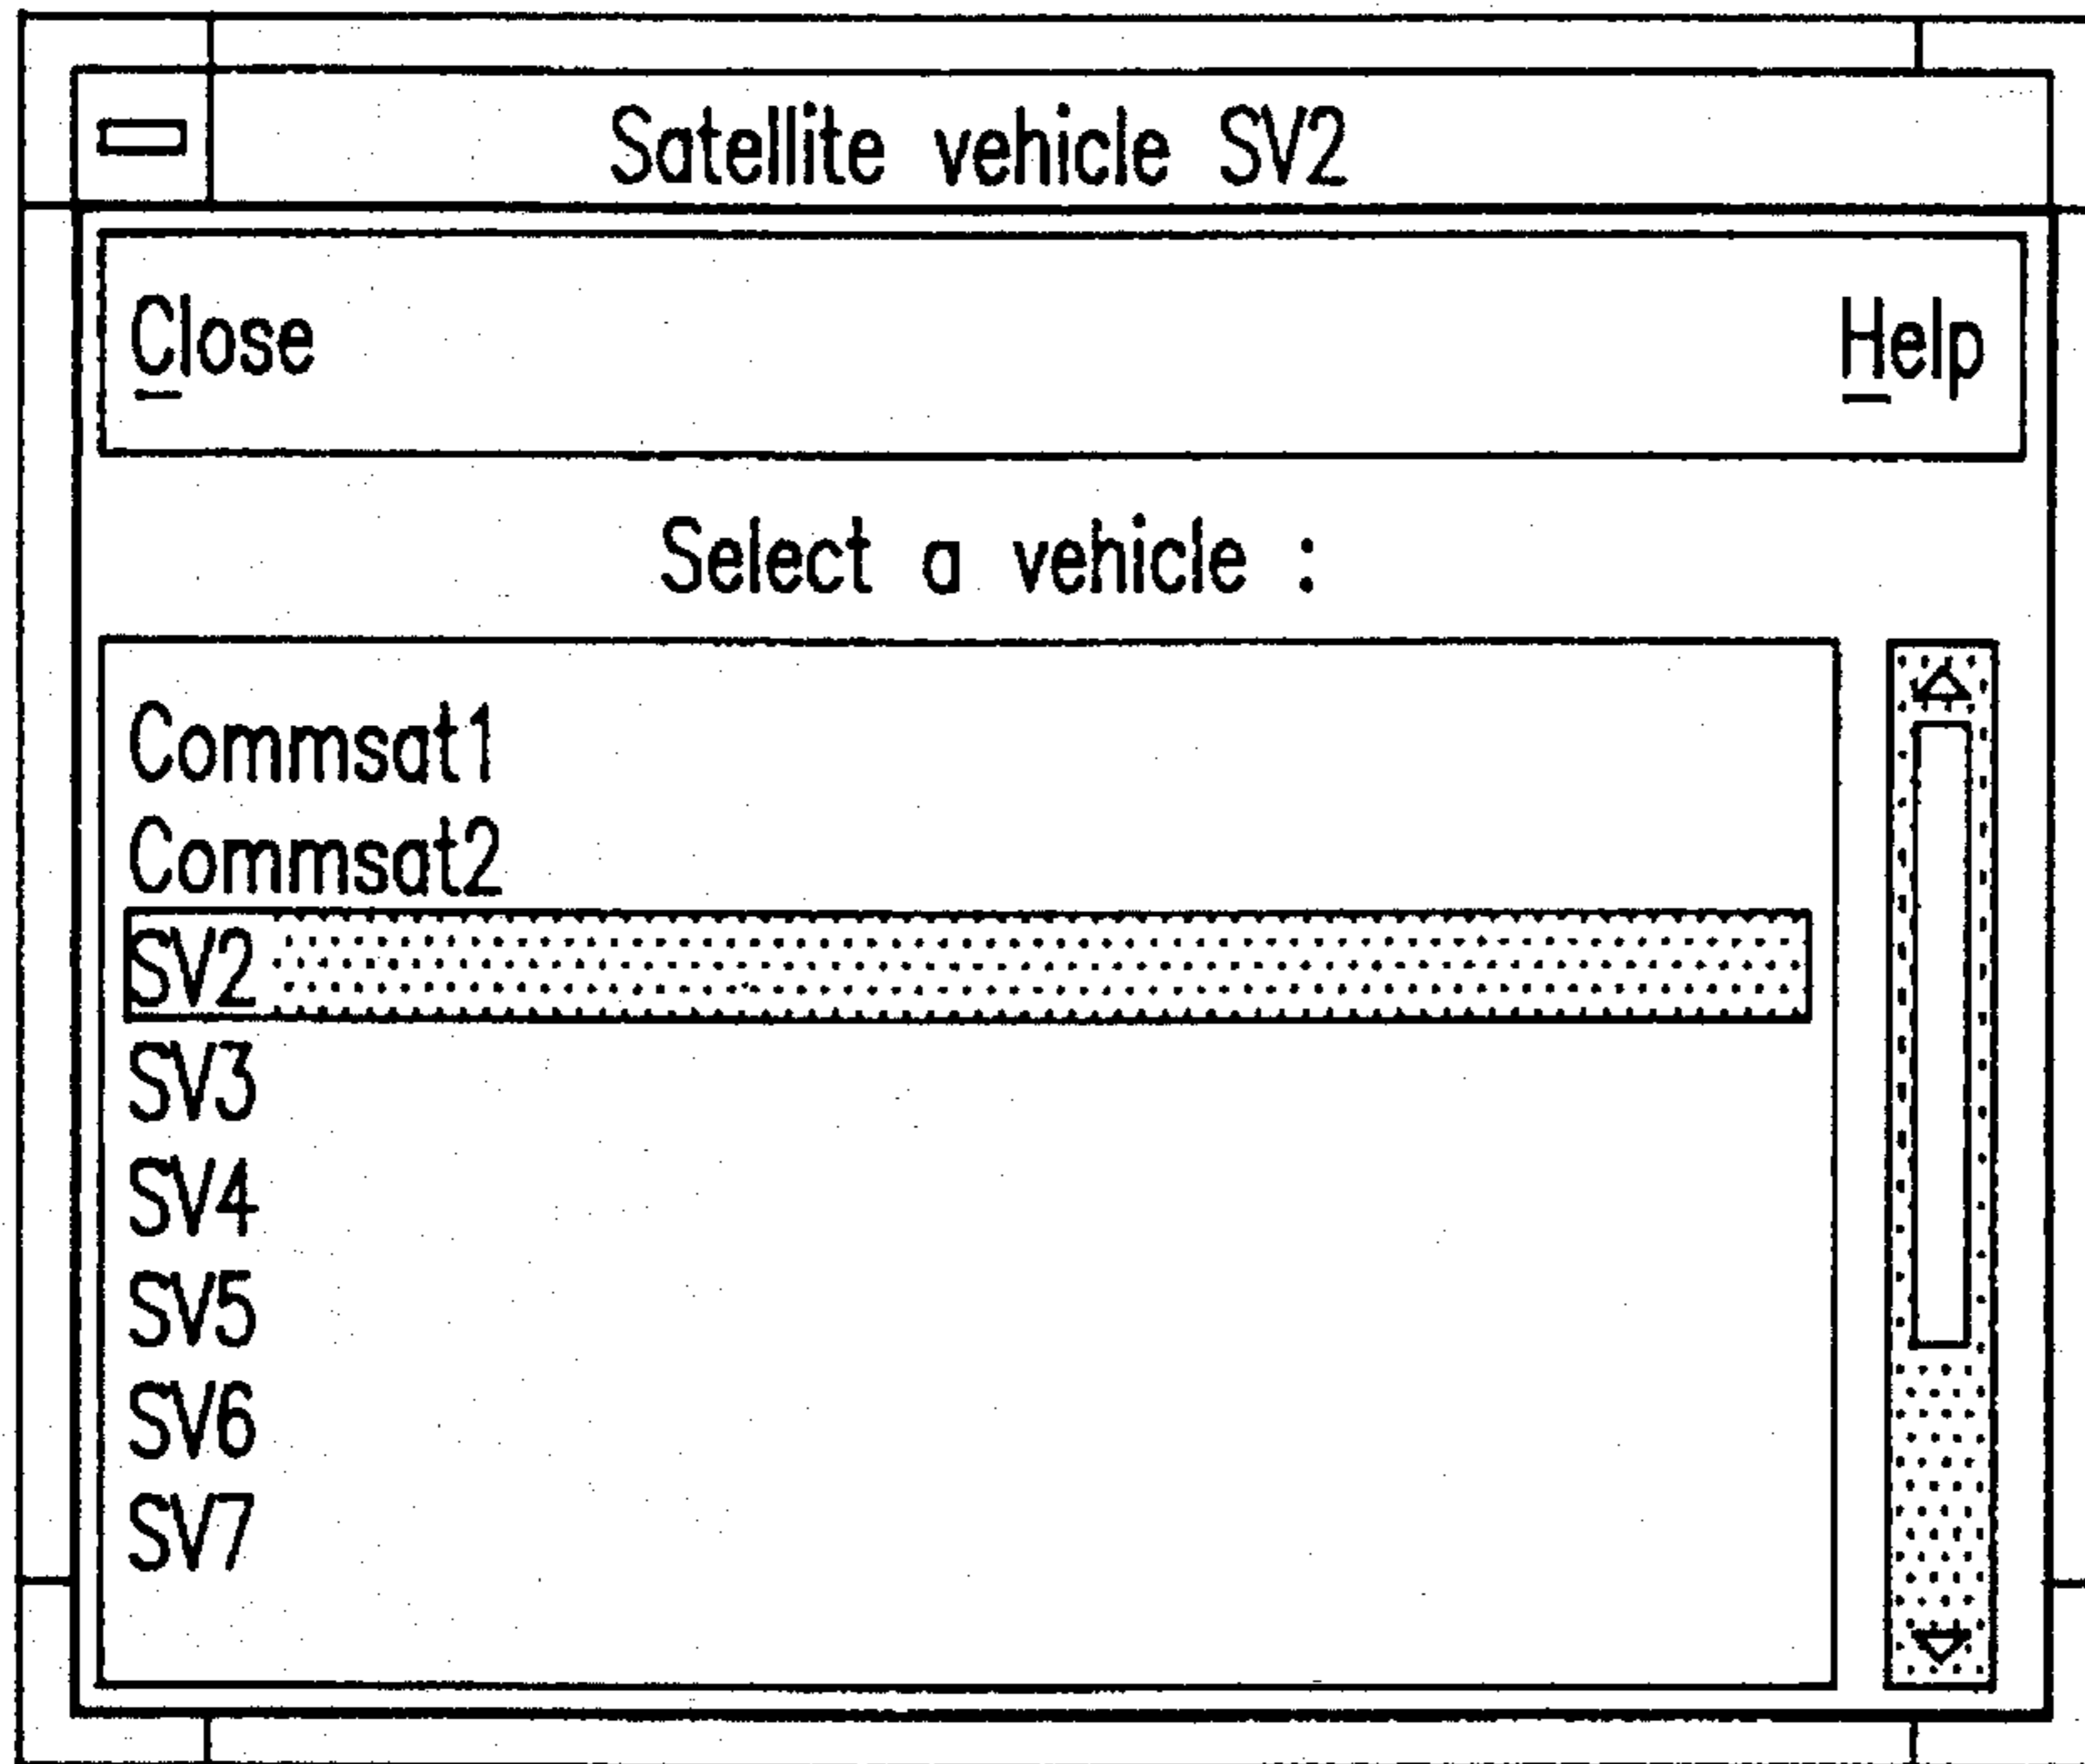 Satellite vehicle SV2
Close Help
Select a vehicle :
Commsat1
Commsat2
SV2
SV3
SV4
SV5
SV6
SV7